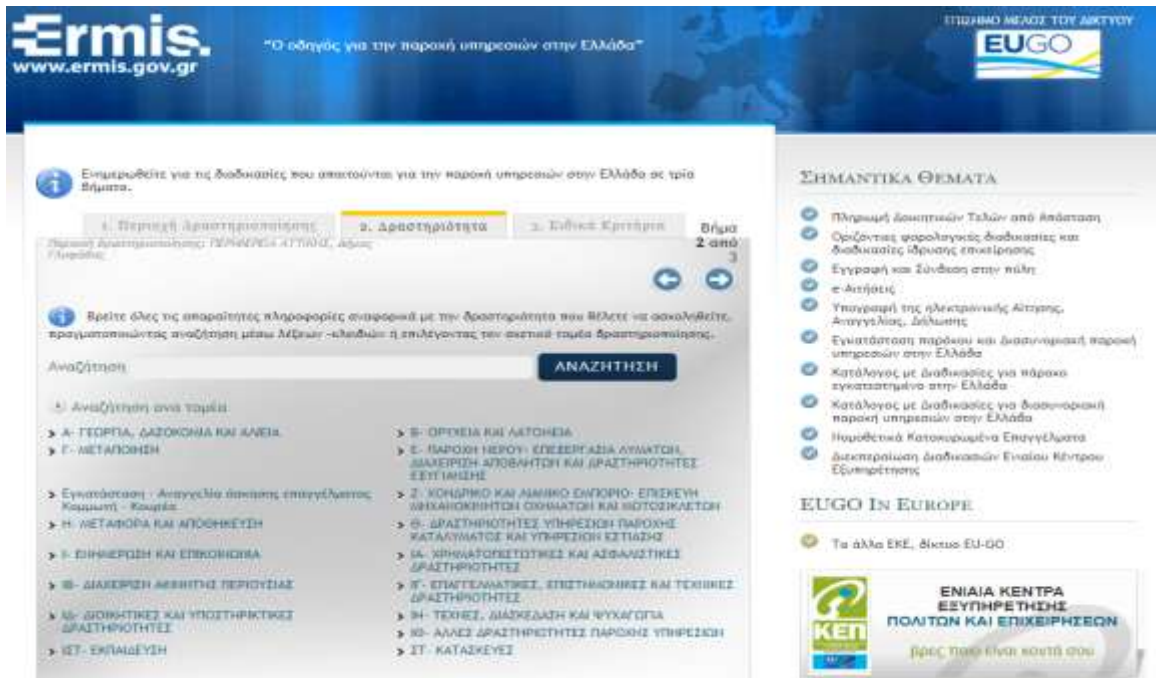 Ermis.
www.ermis.gov.gr
"Ο οδηγός για την παροχή υπηρεσιών στην Ελλάδα"
ΕΠΙΣΗΜΟ ΜΕΛΟΣ ΤΟΥ ΔΙΚΤΥΟΥ
EUGO
Ενημερωθείτε για τις διαδικασίες που απαιτούνται για την παροχή υπηρεσιών στην Ελλάδα σε τρία
Βήματα.
1. Περιοχή Δραστηριοποίησης
2. Δραστηριότητα
3. Ειδικά Κριτήρια
Βήμα
2 από
3
Περιοχή Δραστηριοποίησης: ΠΕΡΙΦΕΡΕΙΑ ΑΤΤΙΚΗΣ, Δήμος
Γλυφάδας
Βρείτε όλες τις απαραίτητες πληροφορίες αναφορικά με την δραστηριότητα που θέλετε να ασχοληθείτε,
πραγματοποιώντας αναζήτηση μέσω λέξεων -κλειδιών ή επιλέγοντας τον σχετικό τομέα δραστηριοποίησης.
Αναζήτηση
ΑΝΑΖΗΤΗΣΗ
Αναζήτηση ανα τομέα
Α- ΓΕΩΡΓΙΑ, ΔΑΣΟΚΟΝΙΑ ΚΑΙ ΑΛΙΕΙΑ
Β- ΟΡΥΧΕΙΑ ΚΑΙ ΛΑΤΟΜΕΙΑ
Γ- ΜΕΤΑΠΟΙΗΣΗ
Ε- ΠΑΡΟΧΗ ΝΕΡΟΥ- ΕΠΕΞΕΡΓΑΣΙΑ ΛΥΜΑΤΩΝ,
ΔΙΑΧΕΙΡΙΣΗ ΑΠΟΒΛΗΤΩΝ ΚΑΙ ΔΡΑΣΤΗΡΙΟΤΗΤΕΣ
ΕΞΥΓΙΑΝΣΗΣ
Εγκατάσταση - Αναγγελία άσκησης επαγγέλματος
Κομμωτή - Κουρέα
Ζ- ΧΟΝΔΡΙΚΟ ΚΑΙ ΛΙΑΝΙΚΟ ΕΜΠΟΡΙΟ- ΕΠΙΣΚΕΥΗ
ΜΗΧΑΝΟΚΙΝΗΤΩΝ ΟΧΗΜΑΤΩΝ ΚΑΙ ΜΟΤΟΣΙΚΛΕΤΩΝ
Η- ΜΕΤΑΦΟΡΑ ΚΑΙ ΑΠΟΘΗΚΕΥΣΗ
Θ- ΔΡΑΣΤΗΡΙΟΤΗΤΕΣ ΥΠΗΡΕΣΙΩΝ ΠΑΡΟΧΗΣ
ΚΑΤΑΛΥΜΑΤΟΣ ΚΑΙ ΥΠΗΡΕΣΙΩΝ ΕΣΤΙΑΣΗΣ
Ι- ΕΝΗΜΕΡΩΣΗ ΚΑΙ ΕΠΙΚΟΙΝΩΝΙΑ
ΙΑ- ΧΡΗΜΑΤΟΠΙΣΤΩΤΙΚΕΣ ΚΑΙ ΑΣΦΑΛΙΣΤΙΚΕΣ
ΔΡΑΣΤΗΡΙΟΤΗΤΕΣ
ΙΒ- ΔΙΑΧΕΙΡΙΣΗ ΑΚΙΝΗΤΗΣ ΠΕΡΙΟΥΣΙΑΣ
ΙΓ- ΕΠΑΓΓΕΛΜΑΤΙΚΕΣ, ΕΠΙΣΤΗΜΟΝΙΚΕΣ ΚΑΙ ΤΕΧΝΙΚΕΣ
ΔΡΑΣΤΗΡΙΟΤΗΤΕΣ
ΙΔ- ΔΙΟΙΚΗΤΙΚΕΣ ΚΑΙ ΥΠΟΣΤΗΡΙΚΤΙΚΕΣ
ΔΡΑΣΤΗΡΙΟΤΗΤΕΣ
ΙΗ- ΤΕΧΝΕΣ, ΔΙΑΣΚΕΔΑΣΗ ΚΑΙ ΨΥΧΑΓΩΓΙΑ
ΙΘ- ΑΛΛΕΣ ΔΡΑΣΤΗΡΙΟΤΗΤΕΣ ΠΑΡΟΧΗΣ ΥΠΗΡΕΣΙΩΝ
ΙΣΤ- ΕΚΠΑΙΔΕΥΣΗ
ΣΤ- ΚΑΤΑΣΚΕΥΕΣ
ΣΗΜΑΝΤΙΚΑ ΘΕΜΑΤΑ
Πληρωμή Διοικητικών Τελών από Απόσταση
Οριζόντιες φορολογικές διαδικασίες και
διαδικασίες ίδρυσης επιχείρησης
Εγγραφή και Σύνδεση στην πύλη
e-Αιτήσεις
Υπογραφή της ηλεκτρονικής Αίτησης,
Αναγγελίας, Δήλωσης
Εγκατάσταση παρόχου και Διασυνοριακή παροχή
υπηρεσιών στην Ελλάδα
Κατάλογος με Διαδικασίες για πάροχο
εγκατεστημένο στην Ελλάδα
Κατάλογος με Διαδικασίες για διασυνοριακή
παροχή υπηρεσιών στην Ελλάδα
Νομοθετικά Κατοχυρωμένα Επαγγέλματα
Διεκπεραίωση Διαδικασιών Ενιαίου Κέντρου
Εξυπηρέτησης
EUGO IN EUROPE
Τα άλλα ΕΚΕ, δίκτυο EU-GO
ΚΕΠ
ΕΝΙΑΙΑ ΚΕΝΤΡΑ
ΕΞΥΠΗΡΕΤΗΣΗΣ
ΠΟΛΙΤΩΝ ΚΑΙ ΕΠΙΧΕΙΡΗΣΕΩΝ
βρες ποιο είναι κοντά σου